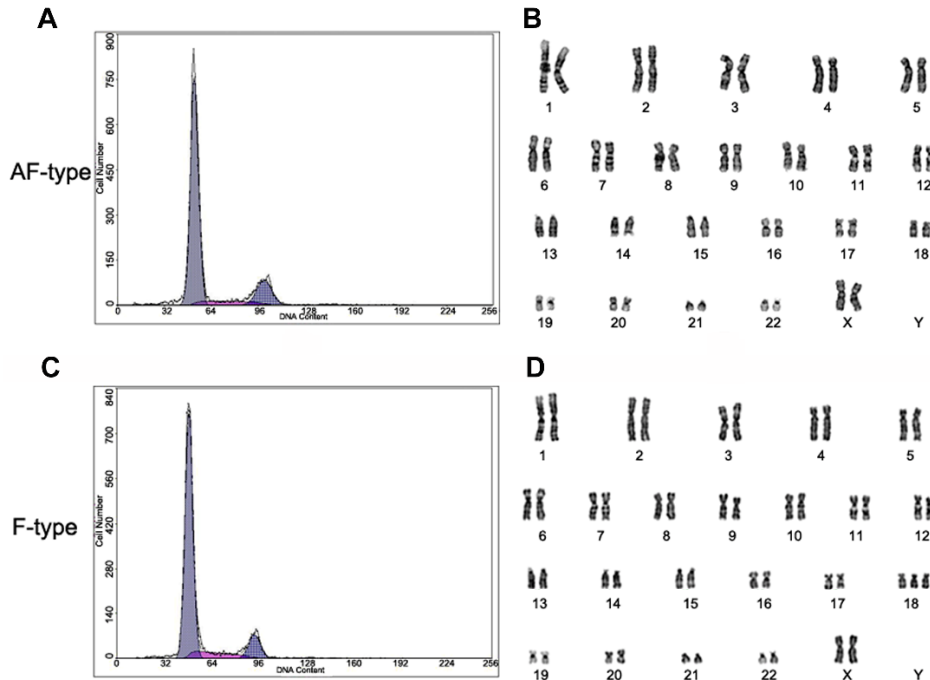 A
B
900
750
600
450
300
150
0
Cell Number
0 32 64 96 128 160 192 224 256
DNA Content
AF-type
1 2 3 4 5
6 7 8 9 10 11 12
13 14 15 16 17 18
19 20 21 22 X Y
C
D
840
700
560
420
280
140
0
Cell Number
0 32 64 96 128 160 192 224 256
DNA Content
F-type
1 2 3 4 5
6 7 8 9 10 11 12
13 14 15 16 17 18
19 20 21 22 X Y